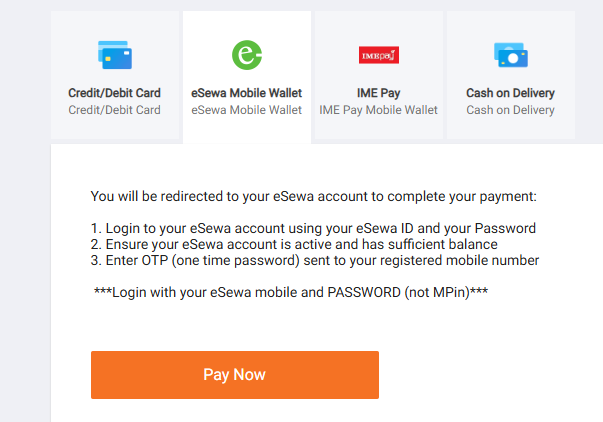 IMEpay
Credit/Debit Card
eSewa Mobile Wallet
IME Pay
Cash on Delivery
Credit/Debit Card
eSewa Mobile Wallet
IME Pay Mobile Wallet
Cash on Delivery
You will be redirected to your eSewa account to complete your payment:
1. Login to your eSewa account using your eSewa ID and your Password
2. Ensure your eSewa account is active and has sufficient balance
3. Enter OTP (one time password) sent to your registered mobile number
***Login with your eSewa mobile and PASSWORD (not MPin)***
Pay Now